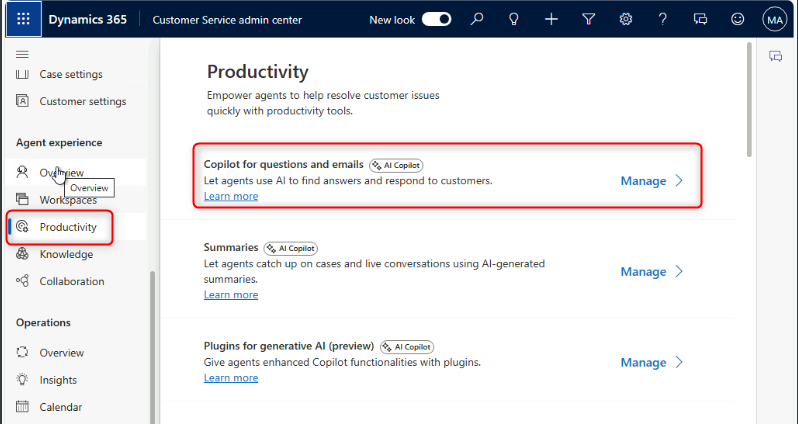 Dynamics 365
Customer Service admin center
New look
MA
Case settings
Customer settings
Agent experience
Overview
Overview
Workspaces
Productivity
Knowledge
Collaboration
Operations
Overview
Insights
Calendar
Productivity
Empower agents to help resolve customer issues
quickly with productivity tools.
Copilot for questions and emails AI Copilot
Let agents use AI to find answers and respond to customers.
Learn more
Manage
Summaries AI Copilot
Let agents catch up on cases and live conversations using AI-generated
summaries.
Learn more
Manage
Plugins for generative AI (preview) AI Copilot
Give agents enhanced Copilot functionalities with plugins.
Learn more
Manage